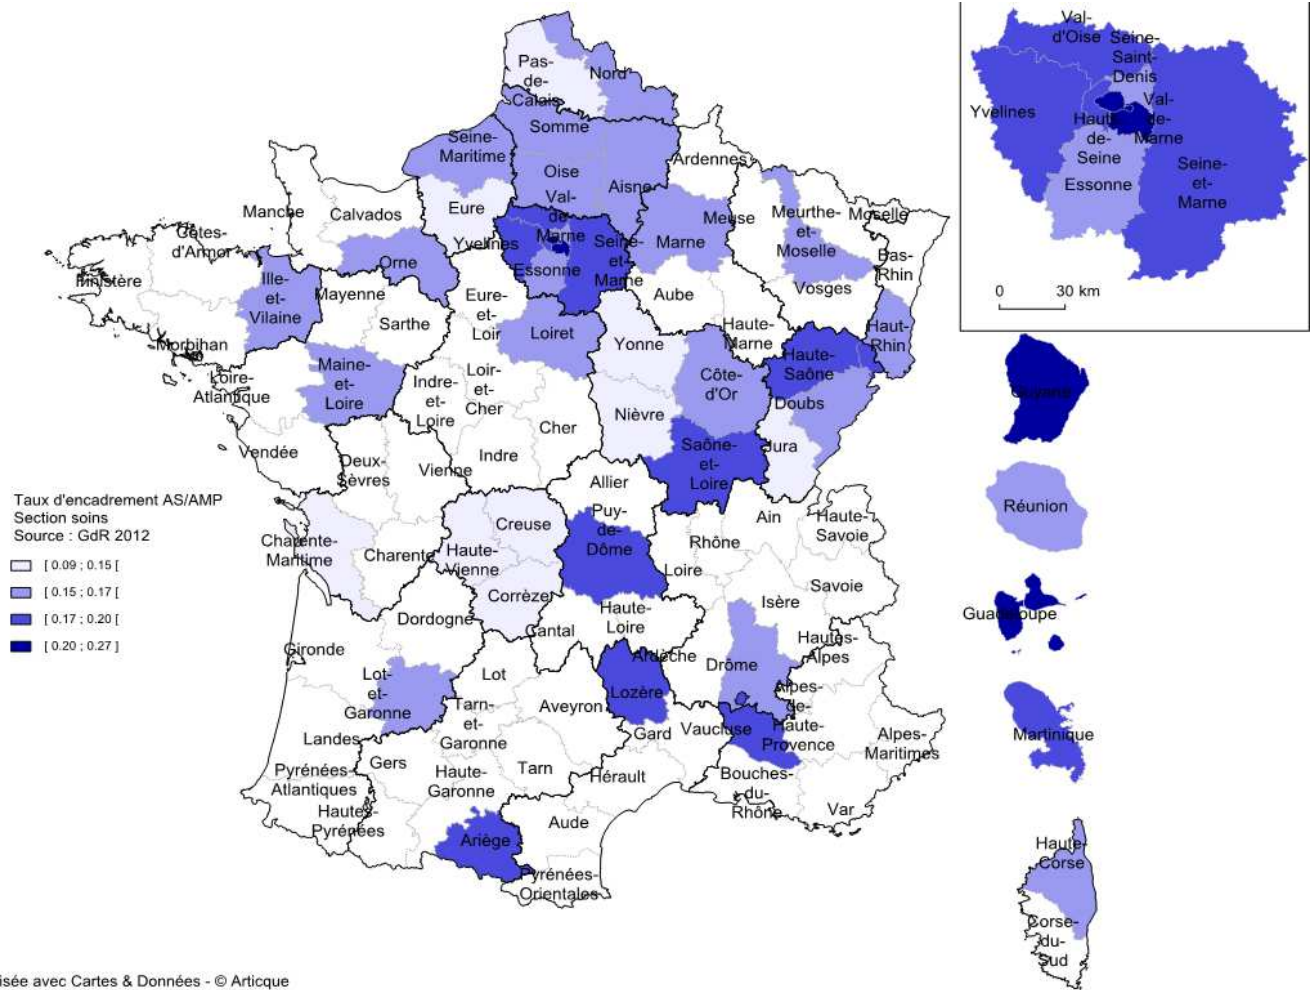 Pas-
de-
Calais
Nord
Somme
Seine-
Maritime
Oise
Aisne
Ardennes
Manche
Calvados
Eure
Val-
de-
Marne
Yvelines
Essonne
Seine-
et-
Marne
Marne
Meuse
Meurthe-
et-
Moselle
Moselle
Bas-
Rhin
Côtes-
d'Armor
Finistère
Ille-
et-
Vilaine
Orne
Mayenne
Sarthe
Eure-
et-
Loir
Loiret
Aube
Vosges
Haute-
Marne
Haut-
Rhin
Morbihan
Loire-
Atlantique
Maine-
et-
Loire
Indre-
et-
Loire
Loir-
et-
Cher
Yonne
Côte-
d'Or
Haute-
Saône
Doubs
Nièvre
Cher
Vendée
Deux-
Sèvres
Vienne
Indre
Saône-
et-
Loire
Jura
Allier
Charente-
Maritime
Charente
Haute-
Vienne
Creuse
Puy-
de-
Dôme
Rhône
Ain
Haute-
Savoie
Loire
Savoie
Isère
Corrèze
Dordogne
Cantal
Haute-
Loire
Gironde
Lot-
et-
Garonne
Lot
Aveyron
Lozère
Ardèche
Drôme
Hautes-
Alpes
Alpes-
de-
Haute-
Provence
Alpes-
Maritimes
Landes
Tarn-
et-
Garonne
Gard
Vaucluse
Pyrénées-
Atlantiques
Gers
Haute-
Garonne
Tarn
Hérault
Bouches-
du-
Rhône
Var
Hautes-
Pyrénées
Ariège
Aude
Pyrénées-
Orientales
Val-
d'Oise
Seine-
Saint-
Denis
Yvelines
Hauts-
de-
Seine
Val-
de-
Marne
Essonne
Seine-
et-
Marne
0 30 km
Guyane
Réunion
Guadeloupe
Martinique
Haute-
Corse
Corse-
du-
Sud
Taux d'encadrement AS/AMP
Section soins
Source : GdR 2012
[ 0.09 ; 0.15 [
[ 0.15 ; 0.17 [
[ 0.17 ; 0.20 [
[ 0.20 ; 0.27 ]
isée avec Cartes & Données - © Articque